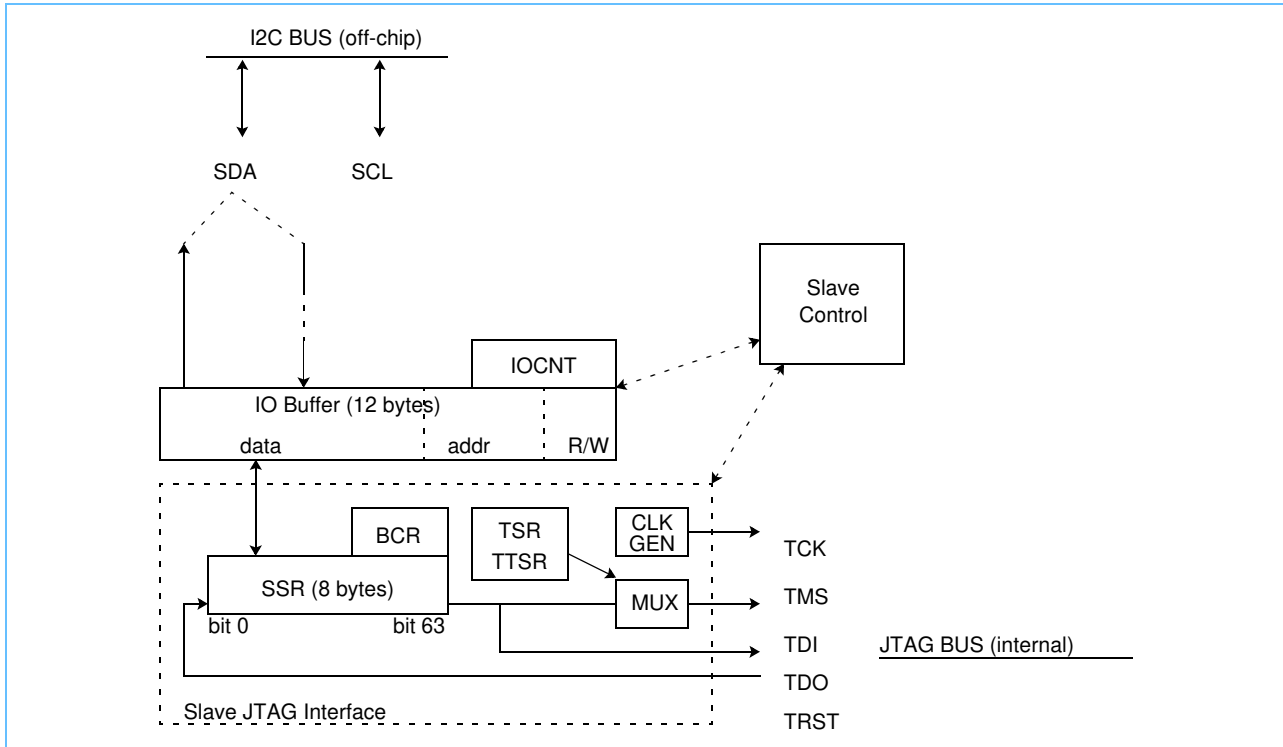 I2C BUS (off-chip)
SDA
SCL
Slave
Control
IOCNT
IO Buffer (12 bytes)
data
addr
R/W
BCR
TSR
TTSR
CLK
GEN
TCK
SSR (8 bytes)
MUX
TMS
bit 0
bit 63
TDI
JTAG BUS (internal)
TDO
Slave JTAG Interface
TRST